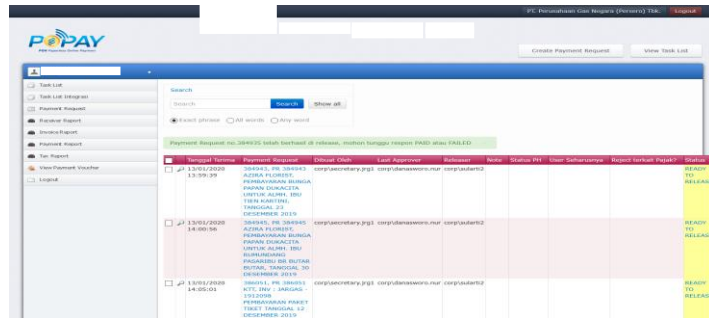 PT. Perusahaan Gas Negara (Persero) Tbk. Logout
POPAY
Create Payment Request View Task List
Task List
Task List Integrasi
Payment Request
Receiver Report
Invoice Report
Payment Report
Tax Report
View Payment Voucher
Logout
Search
Search Search Show all
Exact phrase All words Any word
Payment Request no.384935 telah berhasil di release, mohon tunggu respon PAID atau FAILED
Tanggal Terima Payment Request Dibuat Oleh Last Approver Releaser Note Status PH User Seharusnya Reject terkait Pajak? Status
13/01/2020 384943, PR 384943 corp\secretary.jrg1 corp\danasworo.nur corp\aularti2 READY
13:59:39 AZIRA FLORIST, TO
PEMBAYARAN BUNGA RELEASE
PAPAN DUKACITA
UNTUK ALMH. IBU
TIEN KARTINI,
TANGGAL 23
DESEMBER 2019
13/01/2020 384945, PR 384945 corp\secretary.jrg1 corp\danasworo.nur corp\aularti2 READY
14:00:56 AZIRA FLORIST, TO
PEMBAYARAN BUNGA RELEAS
PAPAN DUKACITA
UNTUK ALMH. IBU
RUMUNDANG
PASARIBU BR BUTAR
BUTAR, TANGGAL 30
DESEMBER 2019
13/01/2020 386051, PR 386051 corp\secretary.jrg1 corp\danasworo.nur corp\aularti2 READY
14:05:01 KTT, INV : JARGAS - TO
1912098 RELEAS
PEMBAYARAN PAKET
TIKET TANGGAL 12
DESEMBER 2019